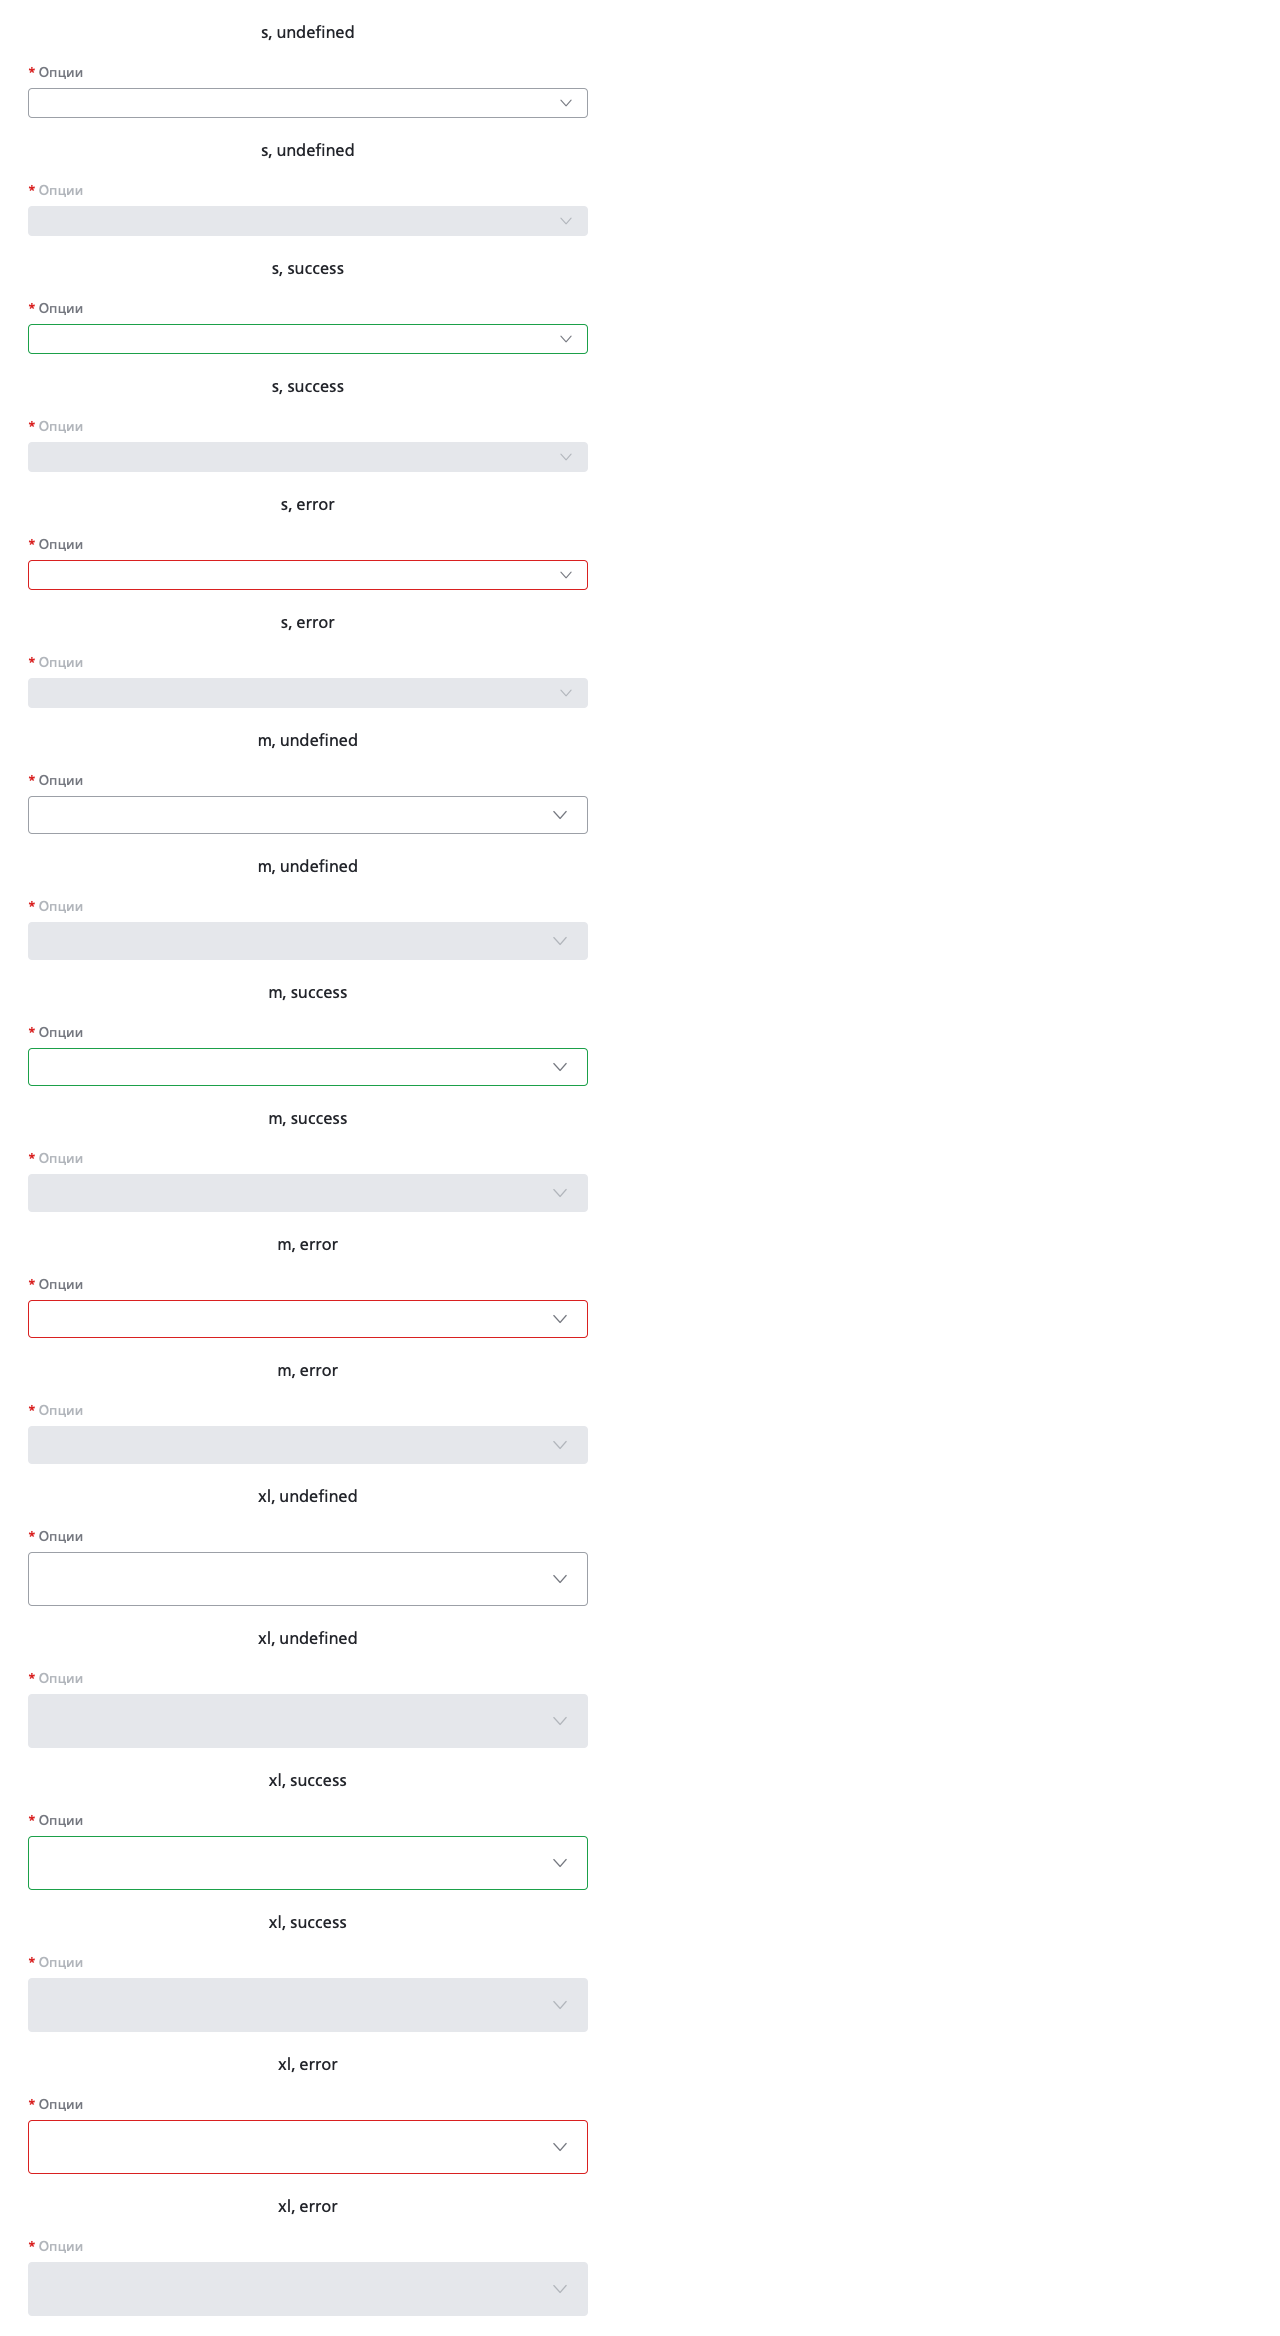 s, undefined
* Опции
s, undefined
* Опции
s, success
* Опции
s, success
* Опции
s, error
* Опции
s, error
* Опции
m, undefined
* Опции
m, undefined
* Опции
m, success
* Опции
m, success
* Опции
m, error
* Опции
m, error
* Опции
xl, undefined
* Опции
xl, undefined
* Опции
xl, success
* Опции
xl, success
* Опции
xl, error
* Опции
xl, error
* Опции